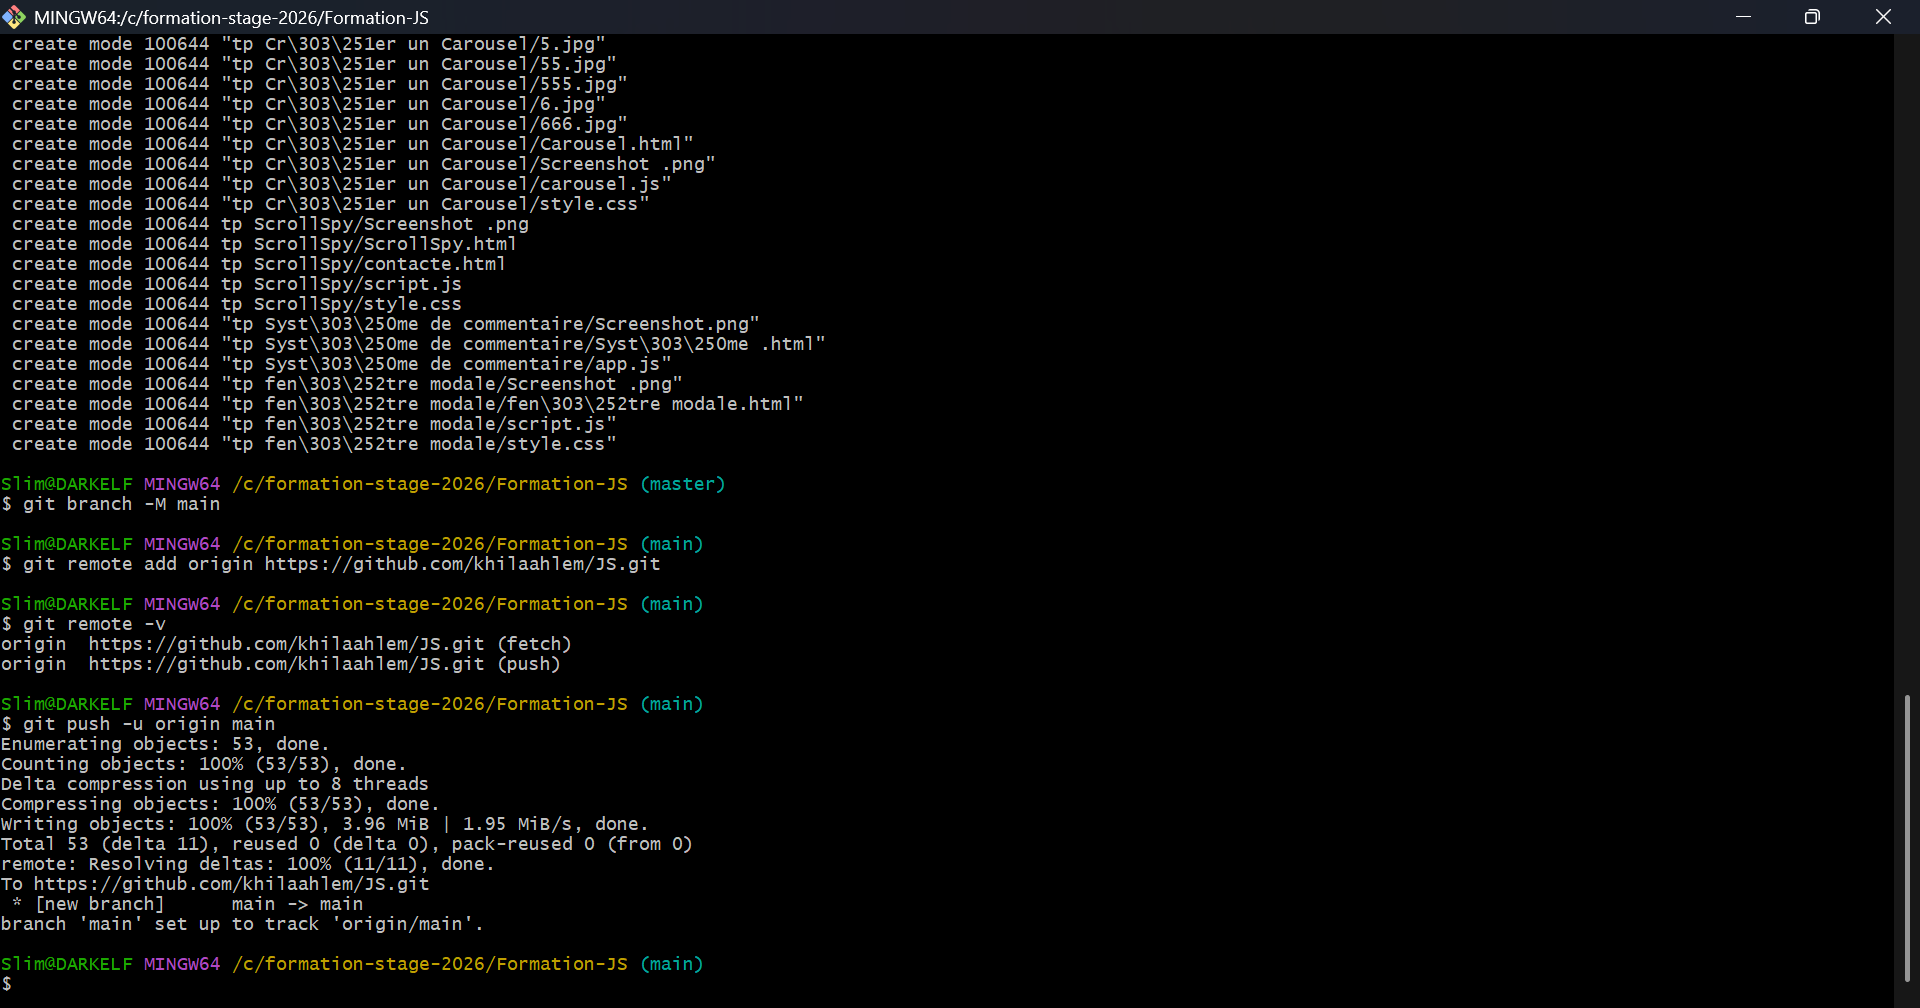 MINGW64:/c/formation-stage-2026/Formation-JS
create mode 100644 "tp Cr\303\251er un Carousel/5.jpg"
create mode 100644 "tp Cr\303\251er un Carousel/55.jpg"
create mode 100644 "tp Cr\303\251er un Carousel/555.jpg"
create mode 100644 "tp Cr\303\251er un Carousel/6.jpg"
create mode 100644 "tp Cr\303\251er un Carousel/666.jpg"
create mode 100644 "tp Cr\303\251er un Carousel/Carousel.html"
create mode 100644 "tp Cr\303\251er un Carousel/Screenshot .png"
create mode 100644 "tp Cr\303\251er un Carousel/carousel.js"
create mode 100644 "tp Cr\303\251er un Carousel/style.css"
create mode 100644 tp ScrollSpy/Screenshot .png
create mode 100644 tp ScrollSpy/ScrollSpy.html
create mode 100644 tp ScrollSpy/contacte.html
create mode 100644 tp ScrollSpy/script.js
create mode 100644 tp ScrollSpy/style.css
create mode 100644 "tp Syst\303\250me de commentaire/Screenshot.png"
create mode 100644 "tp Syst\303\250me de commentaire/Syst\303\250me .html"
create mode 100644 "tp Syst\303\250me de commentaire/app.js"
create mode 100644 "tp fen\303\252tre modale/Screenshot .png"
create mode 100644 "tp fen\303\252tre modale/fen\303\252tre modale.html"
create mode 100644 "tp fen\303\252tre modale/script.js"
create mode 100644 "tp fen\303\252tre modale/style.css"
Slim@DARKELF MINGW64 /c/formation-stage-2026/Formation-JS (master)
$ git branch -M main
Slim@DARKELF MINGW64 /c/formation-stage-2026/Formation-JS (main)
$ git remote add origin https://github.com/khilaahlem/JS.git
Slim@DARKELF MINGW64 /c/formation-stage-2026/Formation-JS (main)
$ git remote -v
origin  https://github.com/khilaahlem/JS.git (fetch)
origin  https://github.com/khilaahlem/JS.git (push)
Slim@DARKELF MINGW64 /c/formation-stage-2026/Formation-JS (main)
$ git push -u origin main
Enumerating objects: 53, done.
Counting objects: 100% (53/53), done.
Delta compression using up to 8 threads
Compressing objects: 100% (53/53), done.
Writing objects: 100% (53/53), 3.96 MiB | 1.95 MiB/s, done.
Total 53 (delta 11), reused 0 (delta 0), pack-reused 0 (from 0)
remote: Resolving deltas: 100% (11/11), done.
To https://github.com/khilaahlem/JS.git
 * [new branch]      main -> main
branch 'main' set up to track 'origin/main'.
Slim@DARKELF MINGW64 /c/formation-stage-2026/Formation-JS (main)
$